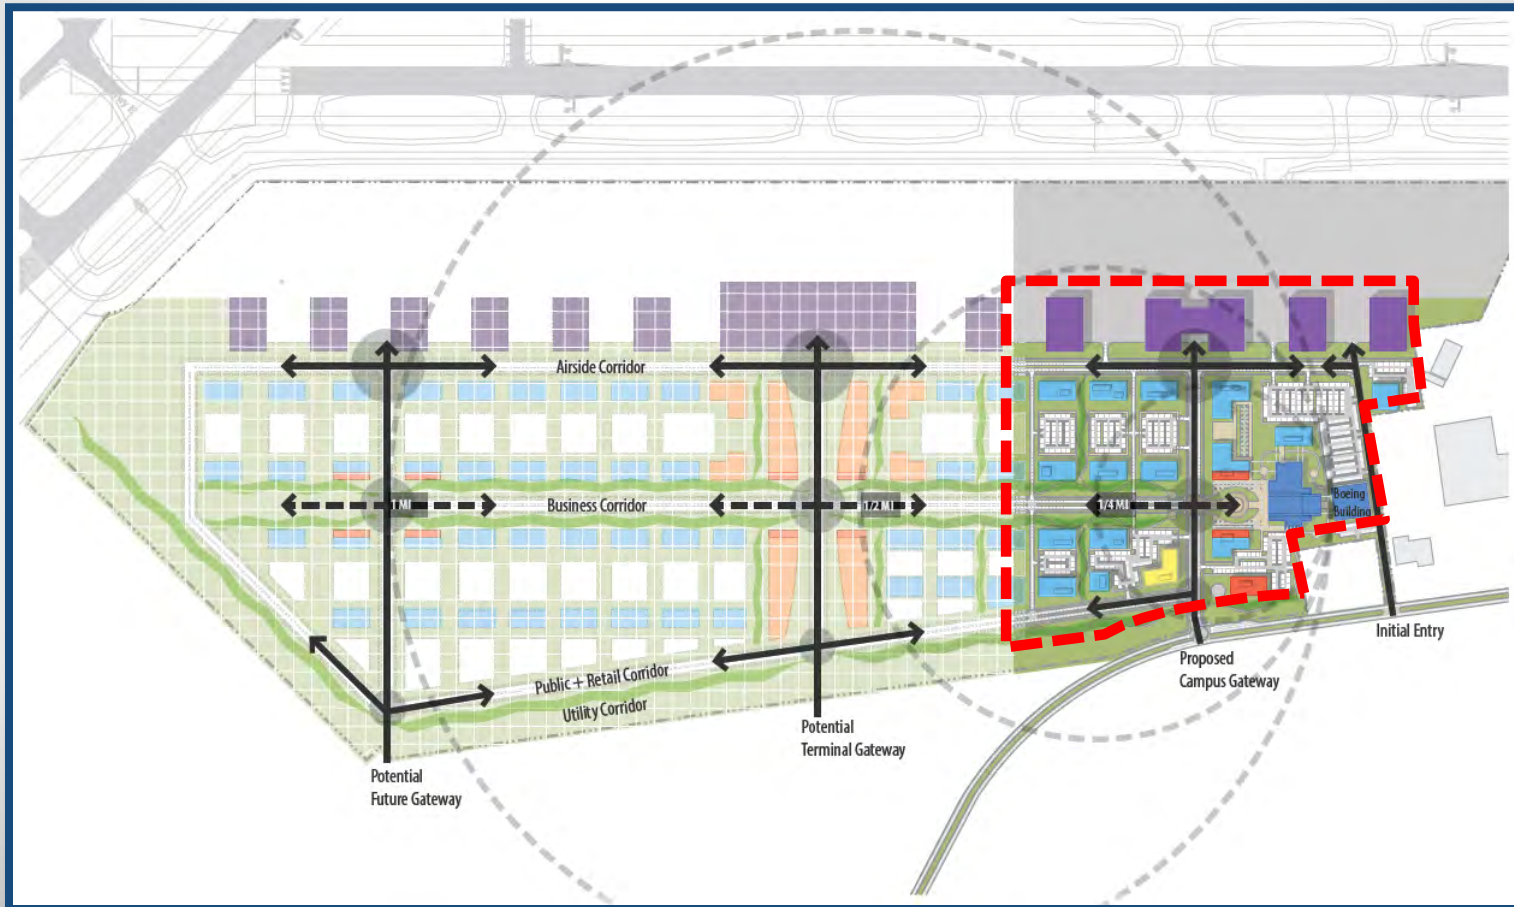 Airside Corridor
1 MI
Business Corridor
1/2 MI
1/4 MI
Boeing
Building
Public + Retail Corridor
Utility Corridor
Initial Entry
Proposed
Campus Gateway
Potential
Terminal Gateway
Potential
Future Gateway